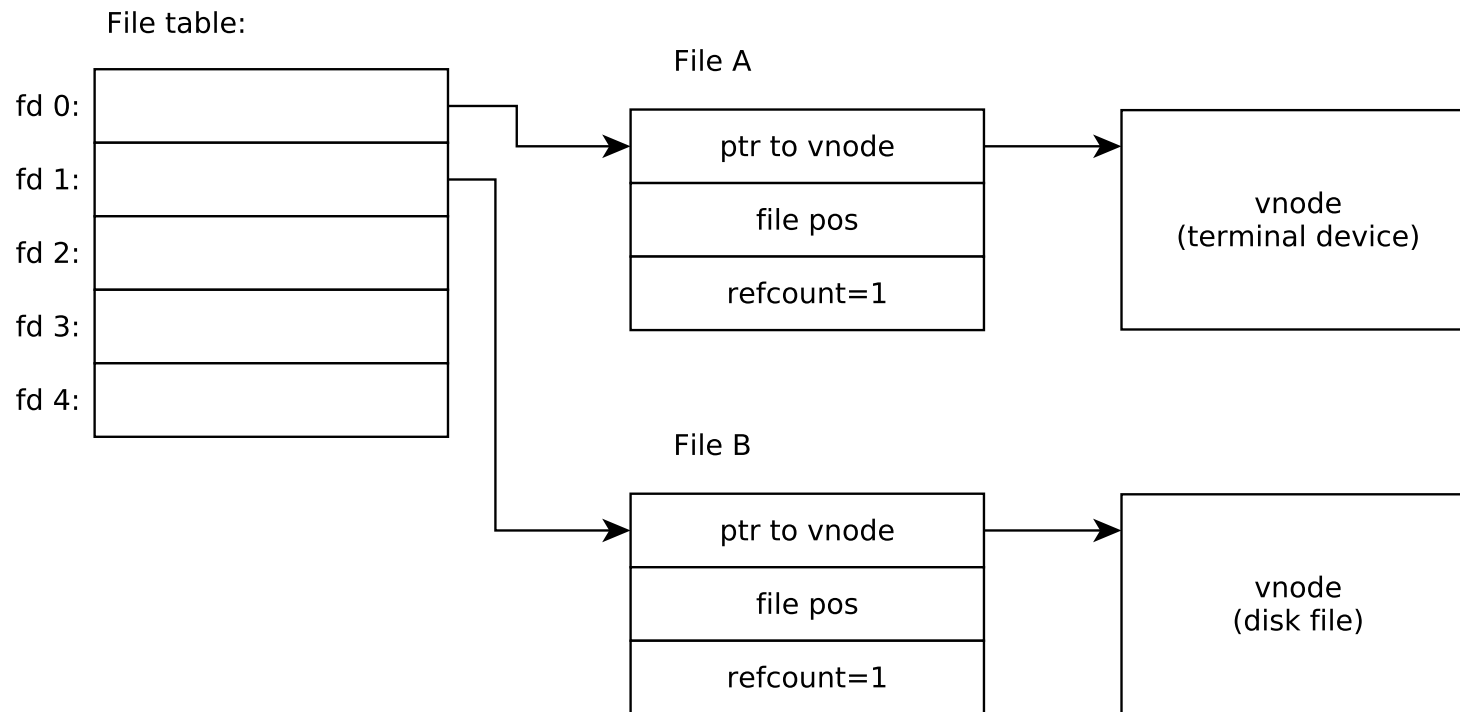 File table:
fd 0:
fd 1:
fd 2:
fd 3:
fd 4:
File A
ptr to vnode
file pos
refcount=1
vnode
(terminal device)
File B
ptr to vnode
file pos
refcount=1
vnode
(disk file)